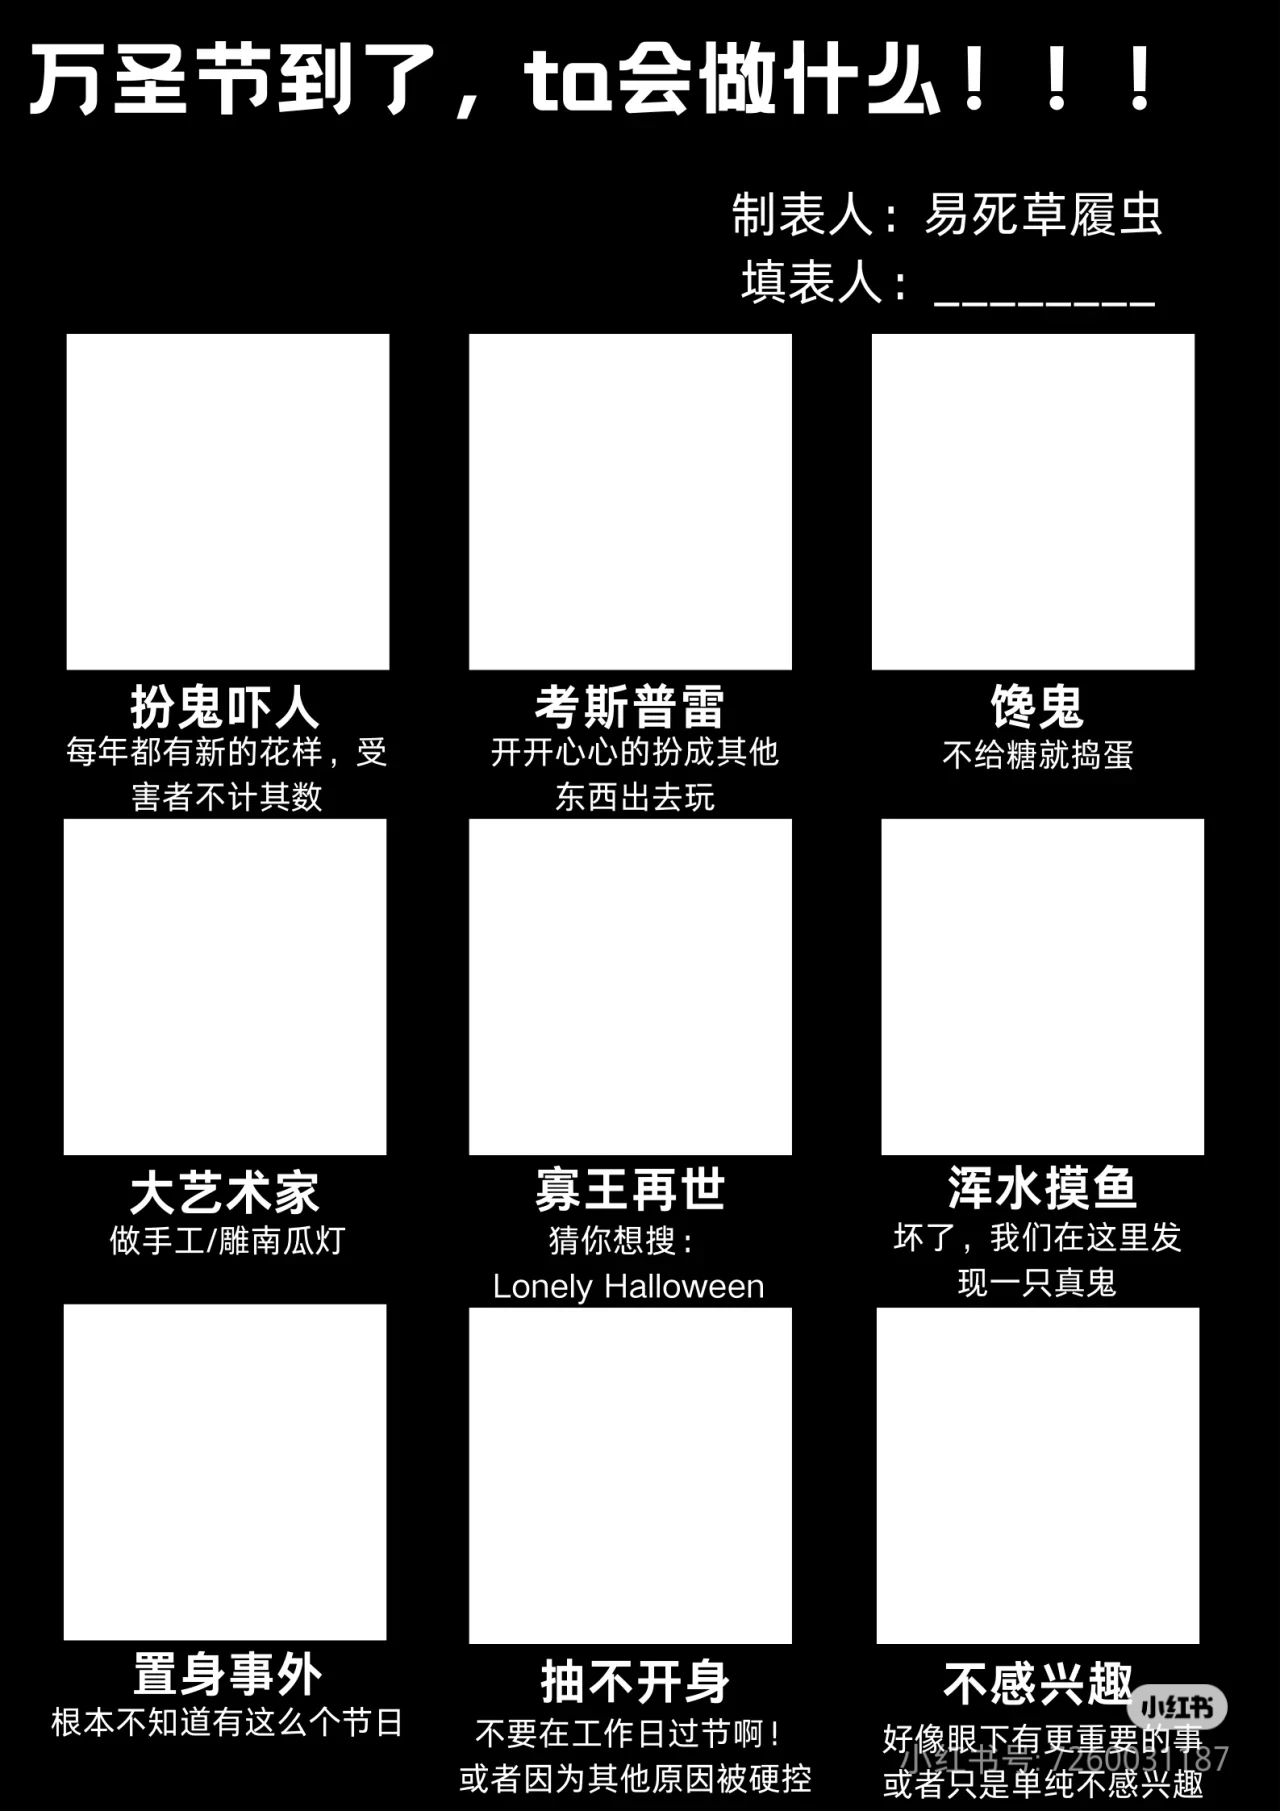 万圣节到了，ta会做什么！！！
制表人：易死草履虫
填表人：________
扮鬼吓人
每年都有新的花样，受
害者不计其数
考斯普雷
开开心心的扮成其他
东西出去玩
馋鬼
不给糖就捣蛋
大艺术家
做手工/雕南瓜灯
寡王再世
猜你想搜：
Lonely Halloween
浑水摸鱼
坏了，我们在这里发
现一只真鬼
置身事外
根本不知道有这么个节日
抽不开身
不要在工作日过节啊！
或者因为其他原因被硬控
不感兴趣
好像眼下有更重要的事
或者只是单纯不感兴趣
小红书
小红书号: 7260031187